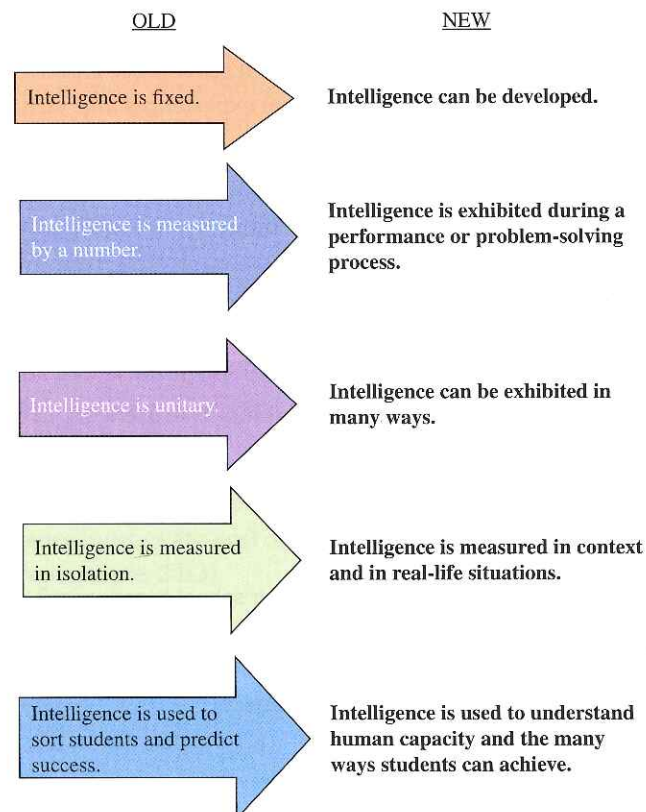 OLD
NEW
Intelligence is fixed.
Intelligence can be developed.
Intelligence is measured
by a number.
Intelligence is exhibited during a
performance or problem-solving
process.
Intelligence is unitary.
Intelligence can be exhibited in
many ways.
Intelligence is measured
in isolation.
Intelligence is measured in context
and in real-life situations.
Intelligence is used to
sort students and predict
success.
Intelligence is used to understand
human capacity and the many
ways students can achieve.